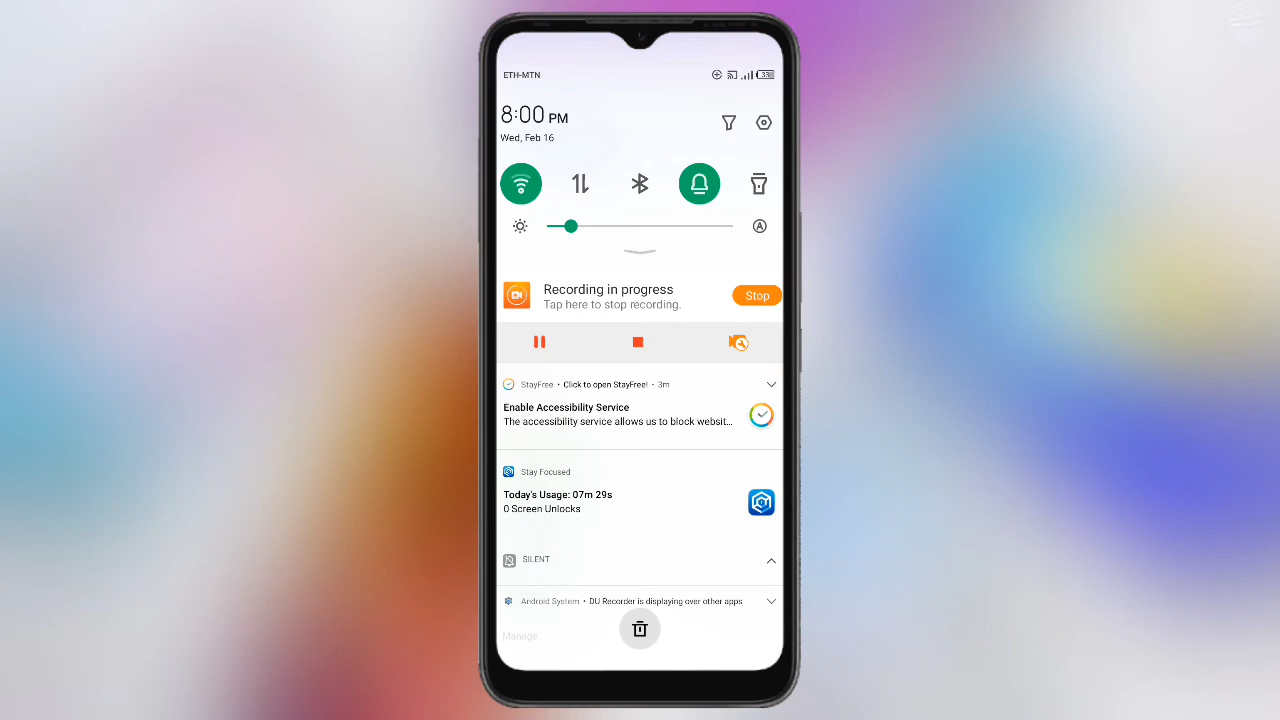 ETH-MTN
33
8:00 PM
Wed, Feb 16
A
Recording in progress
Tap here to stop recording.
Stop
StayFree • Click to open StayFree! • 3m
Enable Accessibility Service
The accessibility service allows us to block websit...
Stay Focused
Today's Usage: 07m 29s
0 Screen Unlocks
SILENT
Android System • DU Recorder is displaying over other apps
Manage